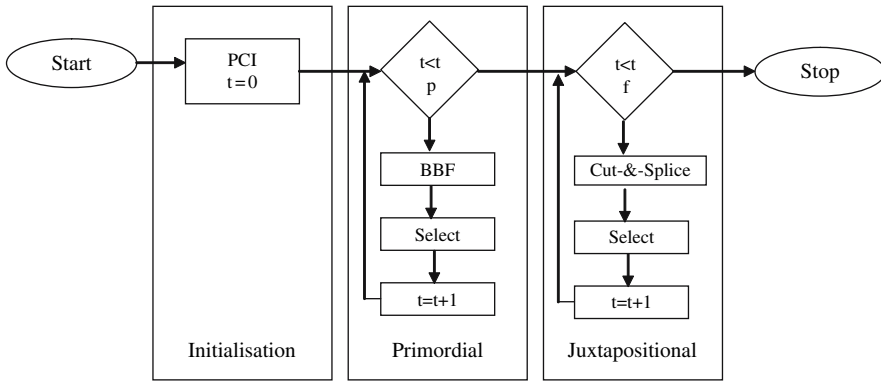 Start
PCI
t=0
t<t
p
BBF
Select
t=t+1
t<t
f
Cut-&-Splice
Select
t=t+1
Stop
Initialisation
Primordial
Juxtapositional